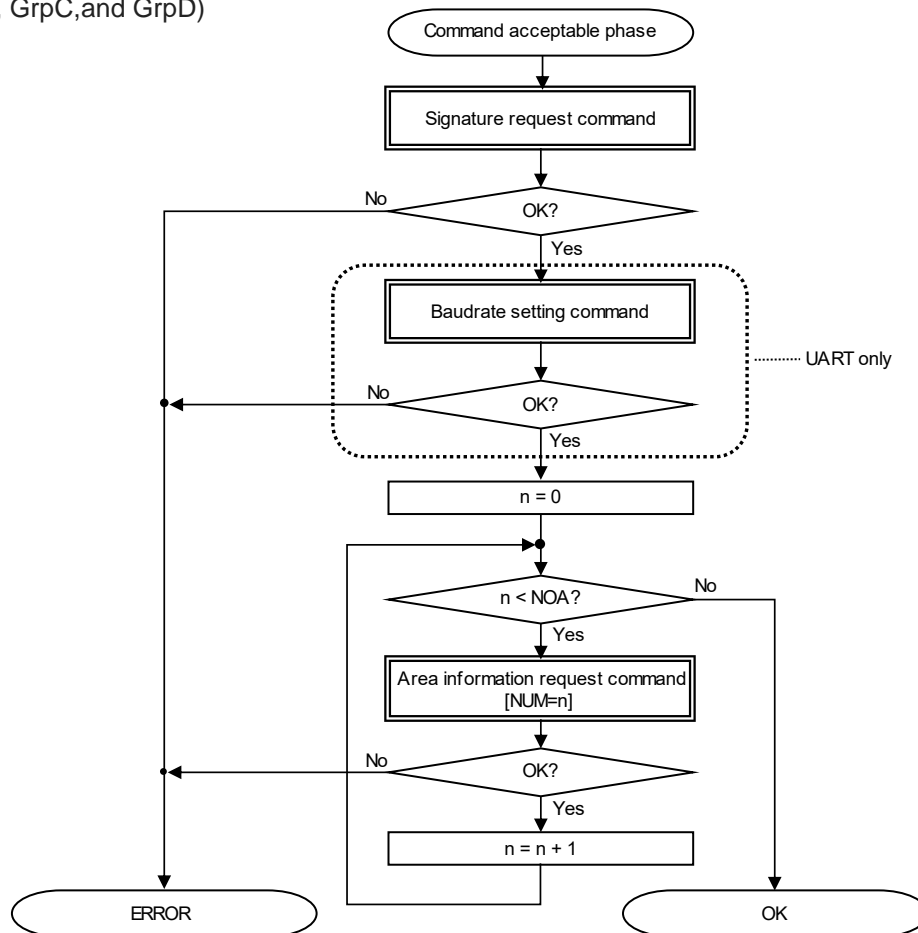 GrpC,and GrpD)
Command acceptable phase
Signature request command
No
OK?
Yes
Baudrate setting command
UART only
No
OK?
Yes
n = 0
n < NOA?
No
Yes
Area information request command
[NUM=n]
No
OK?
Yes
n = n + 1
ERROR
OK